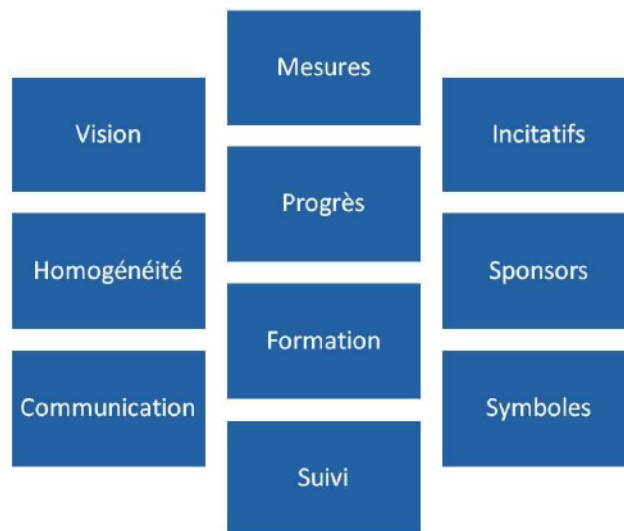 Vision
Homogénéité
Communication
Mesures
Progrès
Formation
Suivi
Incitatifs
Sponsors
Symboles